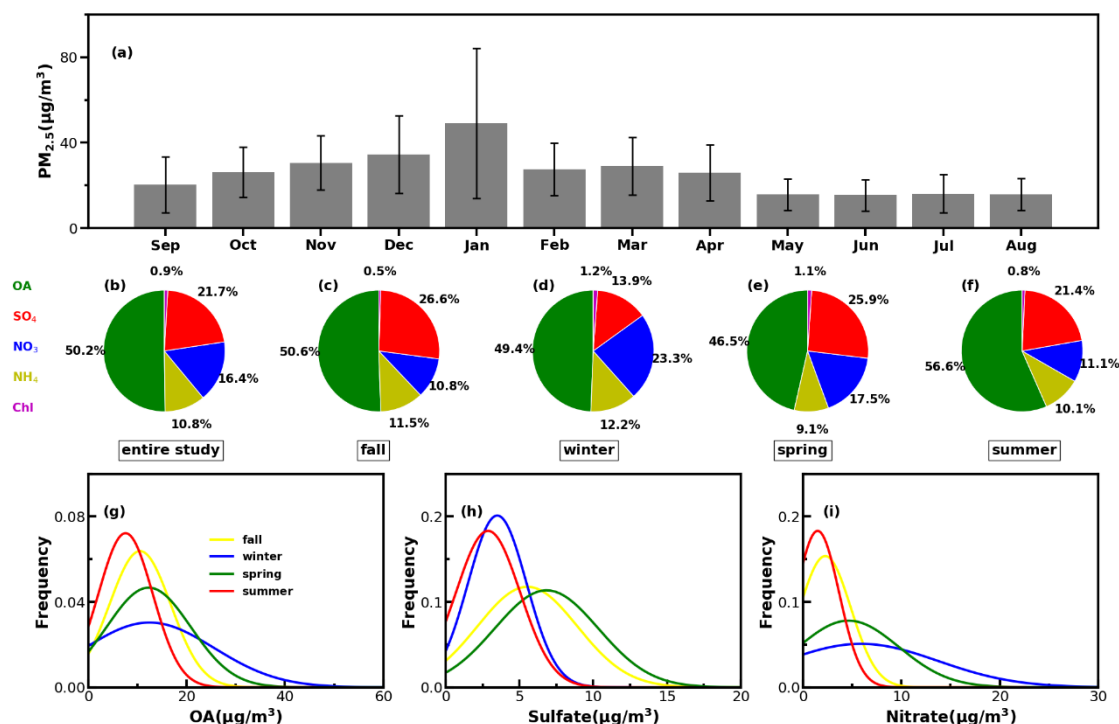 (a)
PM2.5(μg/m³)
80
40
0
Sep Oct Nov Dec Jan Feb Mar Apr May Jun Jul Aug
OA
SO4
NO3
NH4
Chl
(b)
0.9%
21.7%
50.2%
16.4%
10.8%
entire study
(c)
0.5%
26.6%
50.6%
10.8%
11.5%
fall
(d)
1.2%
13.9%
49.4%
23.3%
12.2%
winter
(e)
1.1%
25.9%
46.5%
17.5%
9.1%
spring
(f)
0.8%
21.4%
56.6%
11.1%
10.1%
summer
(g)
Frequency
0.08
0.04
0.00
fall
winter
spring
summer
0 20 40 60
OA(μg/m³)
(h)
Frequency
0.2
0.1
0.0
0 5 10 15 20
Sulfate(μg/m³)
(i)
Frequency
0.2
0.1
0.0
0 10 20 30
Nitrate(μg/m³)